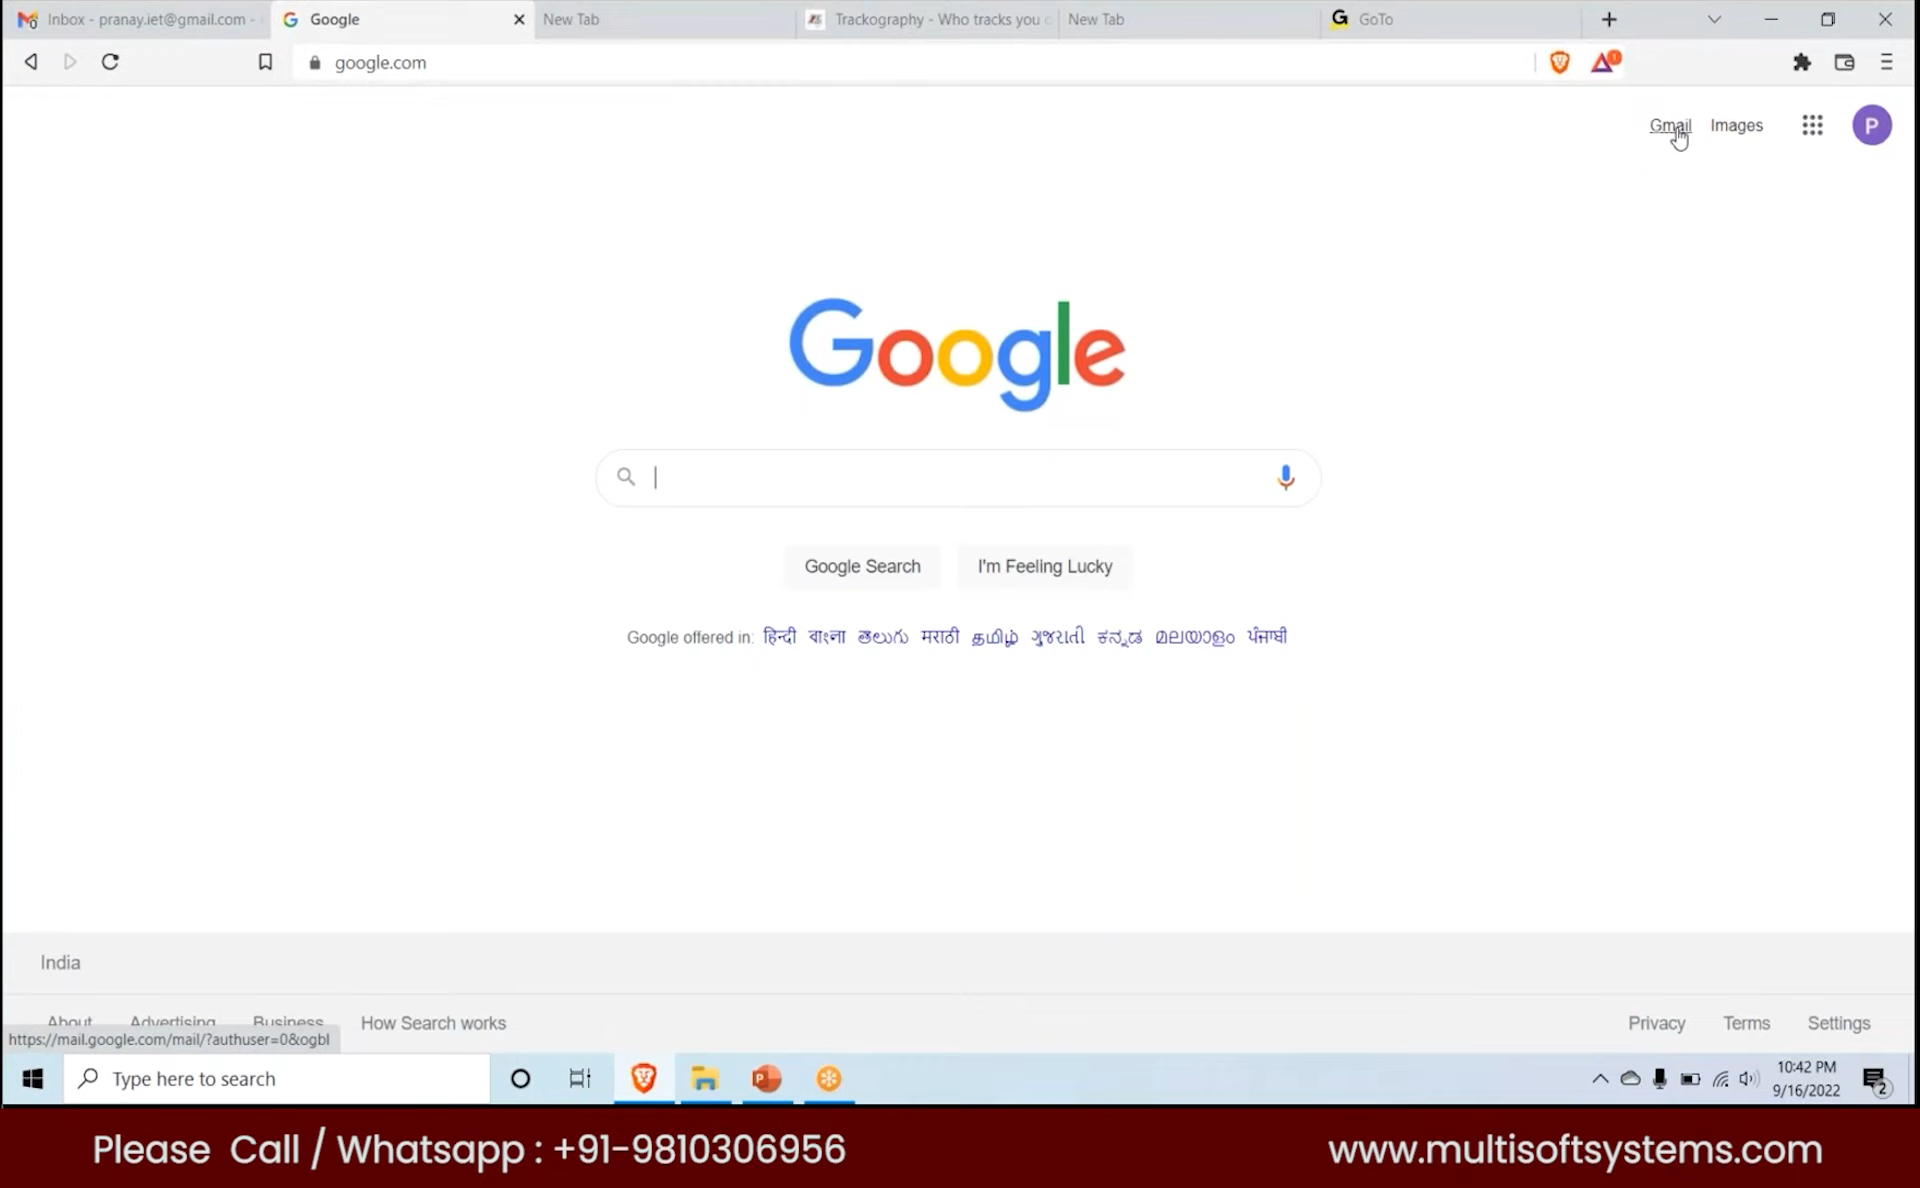 Inbox - pranay.iet@gmail.com - Google New Tab Trackography - Who tracks you New Tab GoTo
google.com
Gmail Images P
Google
Google Search I'm Feeling Lucky
Google offered in: हिन्दी বাংলা తెలుగు मराठी தமிழ் ગુજરાતી ಕನ್ನಡ മലയാളം ਪੰਜਾਬੀ
India
About Advertising Business How Search works Privacy Terms Settings
https://mail.google.com/mail/?authuser=0&ogbl
Type here to search 10:42 PM
9/16/2022 2
Please Call / Whatsapp : +91-9810306956 www.multisoftsystems.com